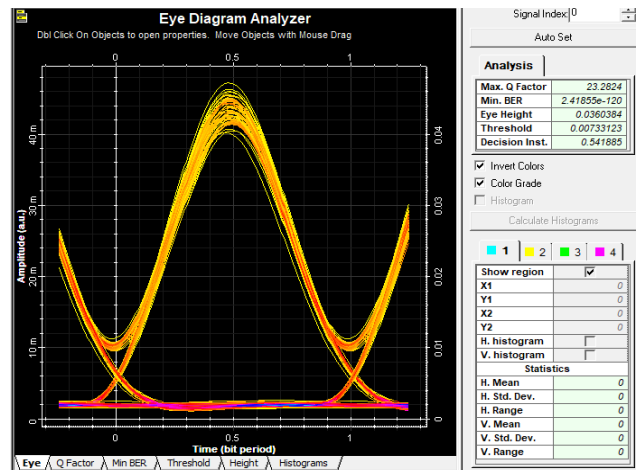 Eye Diagram Analyzer
Dbl Click On Objects to open properties. Move Objects with Mouse Drag
0 0.5 1
Amplitude (a.u.)
40 m
30 m
20 m
10 m
0
0.04
0.03
0.02
0.01
0
0 0.5 1
Time (bit period)
Eye Q Factor Min BER Threshold Height Histograms
Signal Index: 0
Auto Set
Analysis
Max. Q Factor 23.2824
Min. BER 2.41855e-120
Eye Height 0.0360384
Threshold 0.00733123
Decision Inst. 0.541885
Invert Colors
Color Grade
Histogram
Calculate Histograms
1 2 3 4
Show region
X1 0
Y1 0
X2 0
Y2 0
H. histogram
V. histogram
Statistics
H. Mean 0
H. Std. Dev. 0
H. Range 0
V. Mean 0
V. Std. Dev. 0
V. Range 0